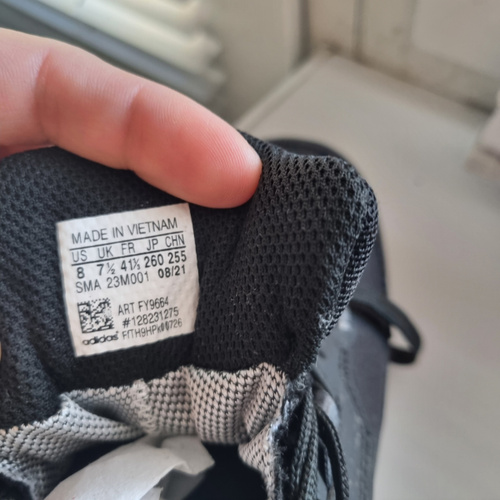 MADE IN VIETNAM
US UK FR JP CHN
8 7½ 41⅓ 260 255
SMA 23M001 08/21
ART FY9664
#128231275
adidas